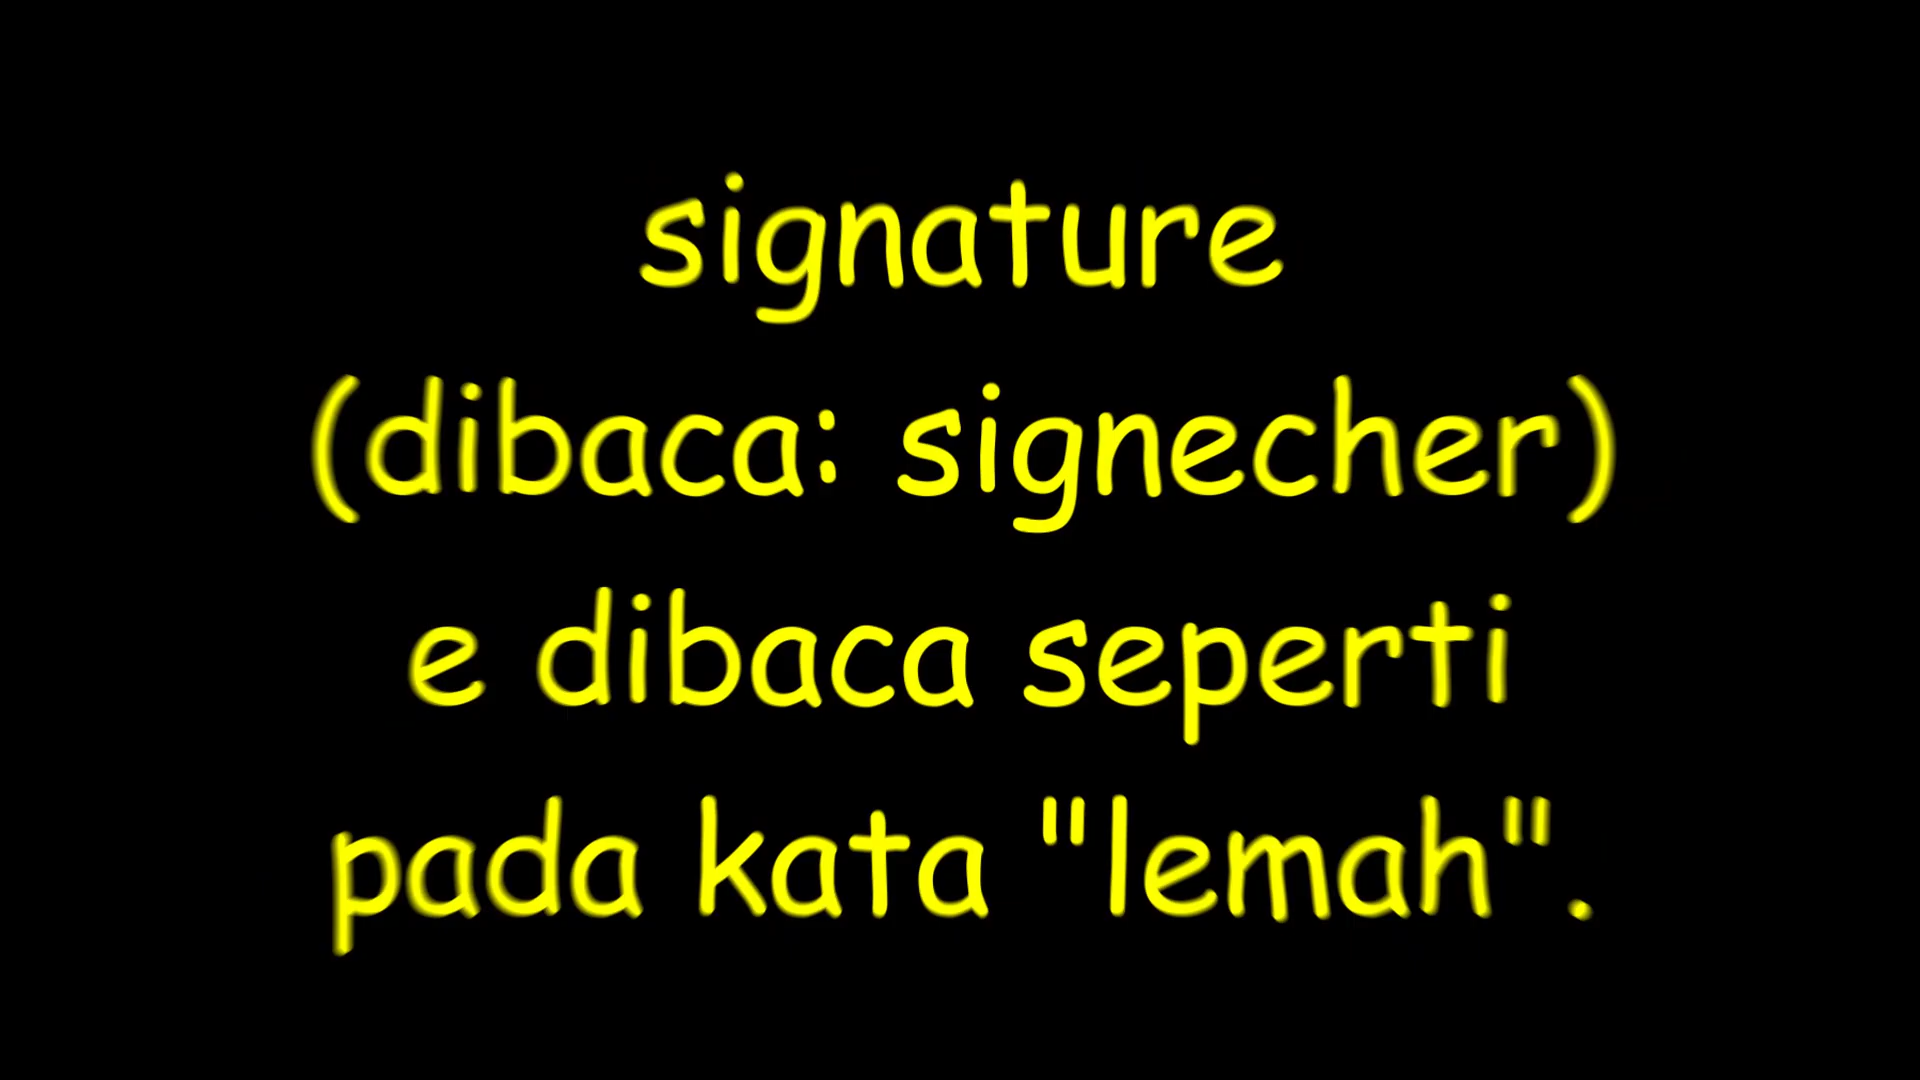 signature
(dibaca: signecher)
e dibaca seperti
pada kata "lemah".